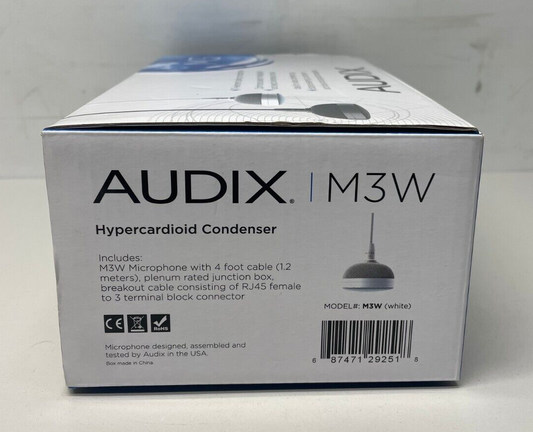 AUDIX
AUDIX. | M3W
Hypercardioid Condenser
Includes:
M3W Microphone with 4 foot cable (1.2
meters), plenum rated junction box,
breakout cable consisting of RJ45 female
to 3 terminal block connector
MODEL#: M3W (white)
CE
RoHS
Microphone designed, assembled and
tested by Audix in the USA.
Box made in China.
6 87471 29251 8